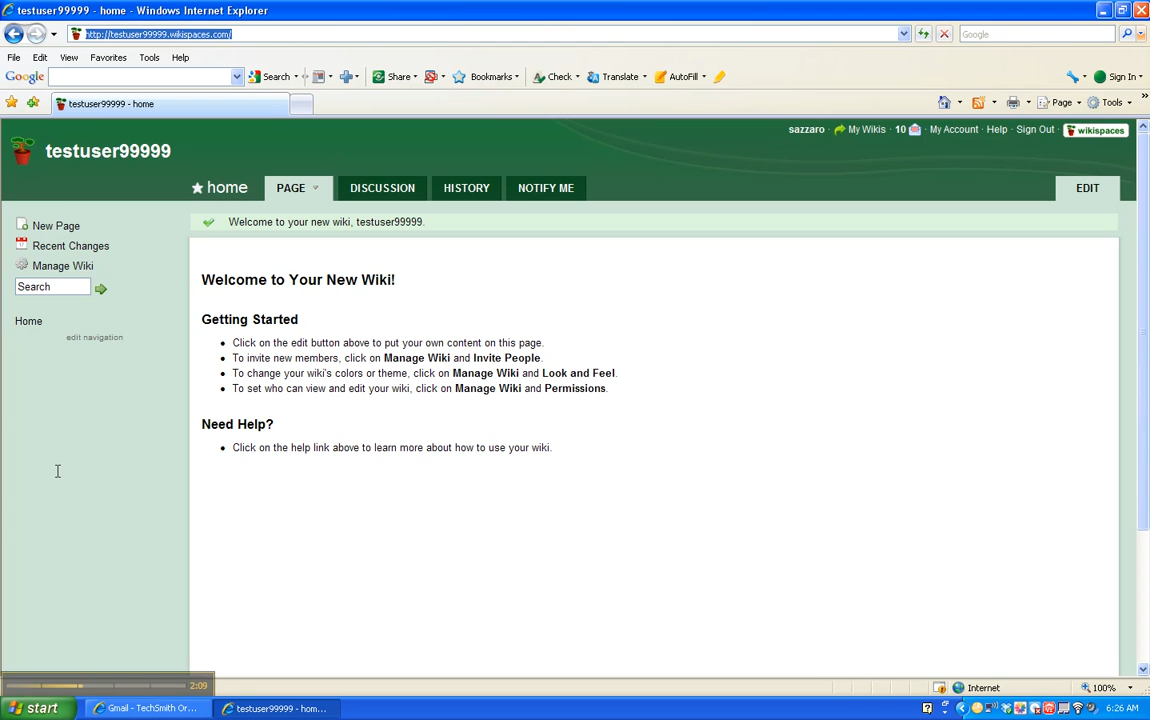 testuser99999 - home - Windows Internet Explorer
http://testuser99999.wikispaces.com/
Google
File Edit View Favorites Tools Help
Google Search Share Bookmarks Check Translate AutoFill Sign In
testuser99999 - home Page Tools
sazzaro My Wikis 10 My Account Help Sign Out wikispaces
testuser99999
home PAGE DISCUSSION HISTORY NOTIFY ME EDIT
New Page
Recent Changes
Manage Wiki
Search
Home
edit navigation
Welcome to your new wiki, testuser99999.
Welcome to Your New Wiki!
Getting Started
Click on the edit button above to put your own content on this page.
To invite new members, click on Manage Wiki and Invite People.
To change your wiki's colors or theme, click on Manage Wiki and Look and Feel.
To set who can view and edit your wiki, click on Manage Wiki and Permissions.
Need Help?
Click on the help link above to learn more about how to use your wiki.
2:09
Internet 100%
start Gmail - TechSmith Or... testuser99999 - hom... 6:26 AM